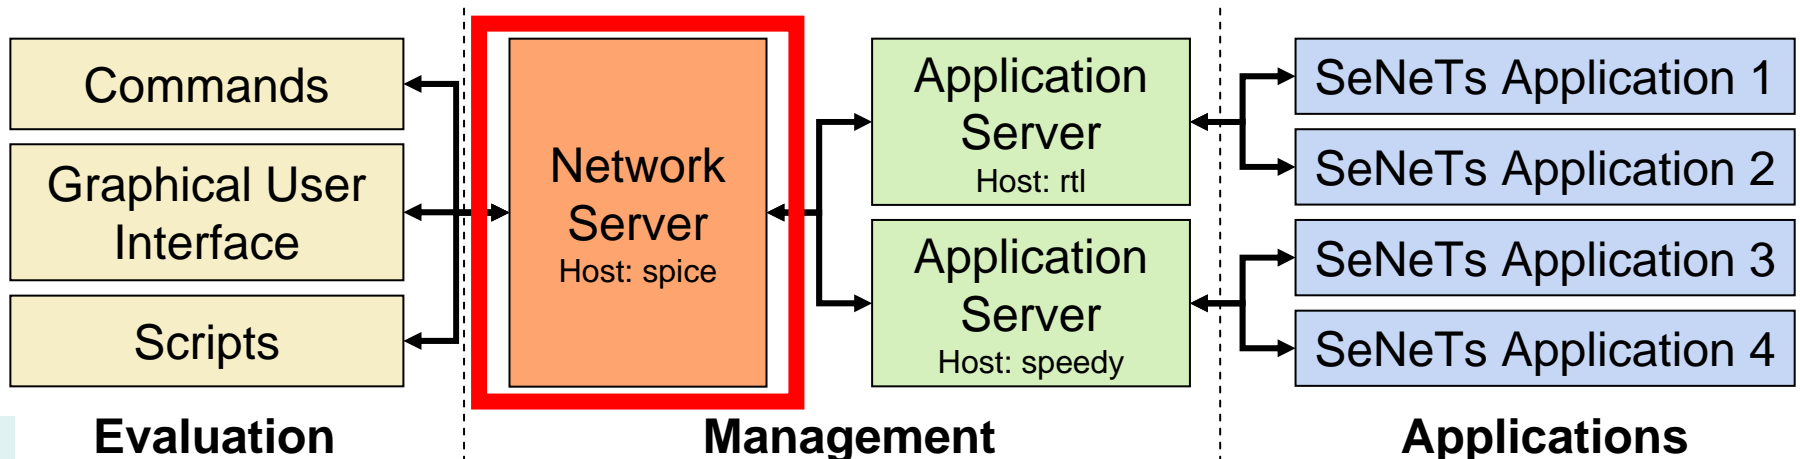 Commands
Graphical User
Interface
Scripts
Evaluation
Network
Server
Host: spice
Application
Server
Host: rtl
Application
Server
Host: speedy
Management
SeNeTs Application 1
SeNeTs Application 2
SeNeTs Application 3
SeNeTs Application 4
Applications